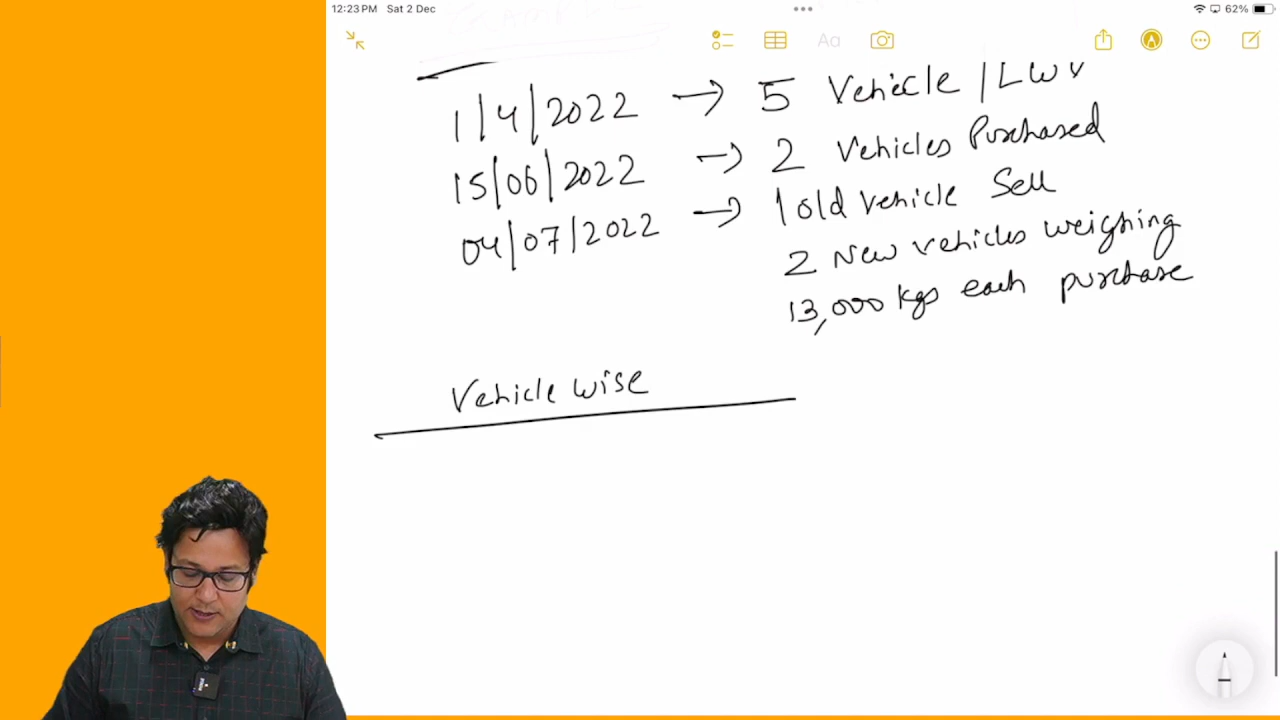 12:23 PM Sat 2 Dec
62%
Aa
1/4/2022 → 5 Vehicle / LWV
15/06/2022 → 2 Vehicles Purchased
04/07/2022 → 1 old vehicle Sell
2 New vehicles weighing
13,000 kgs each purchase
Vehicle wise